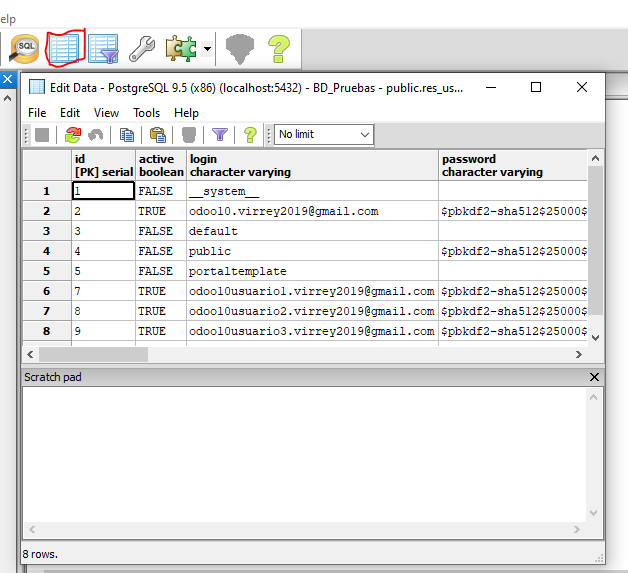 elp
SQL
Edit Data - PostgreSQL 9.5 (x86) (localhost:5432) - BD_Pruebas - public.res_us...
File Edit View Tools Help
No limit
id active login password
[PK] serial boolean character varying character varying
1 1 FALSE __system__
2 2 TRUE odoo10.virrey2019@gmail.com $pbkdf2-sha512$25000$
3 3 FALSE default
4 4 FALSE public $pbkdf2-sha512$25000$
5 5 FALSE portaltemplate
6 7 TRUE odoo10usuario1.virrey2019@gmail.com $pbkdf2-sha512$25000$
7 8 TRUE odoo10usuario2.virrey2019@gmail.com $pbkdf2-sha512$25000$
8 9 TRUE odoo10usuario3.virrey2019@gmail.com $pbkdf2-sha512$25000$
Scratch pad
8 rows.